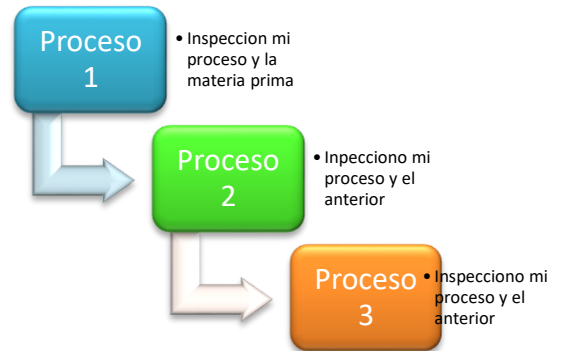 Proceso
1
• Inspeccion mi
proceso y la
materia prima
Proceso
2
• Inpecciono mi
proceso y el
anterior
Proceso
3
• Inspecciono mi
proceso y el
anterior